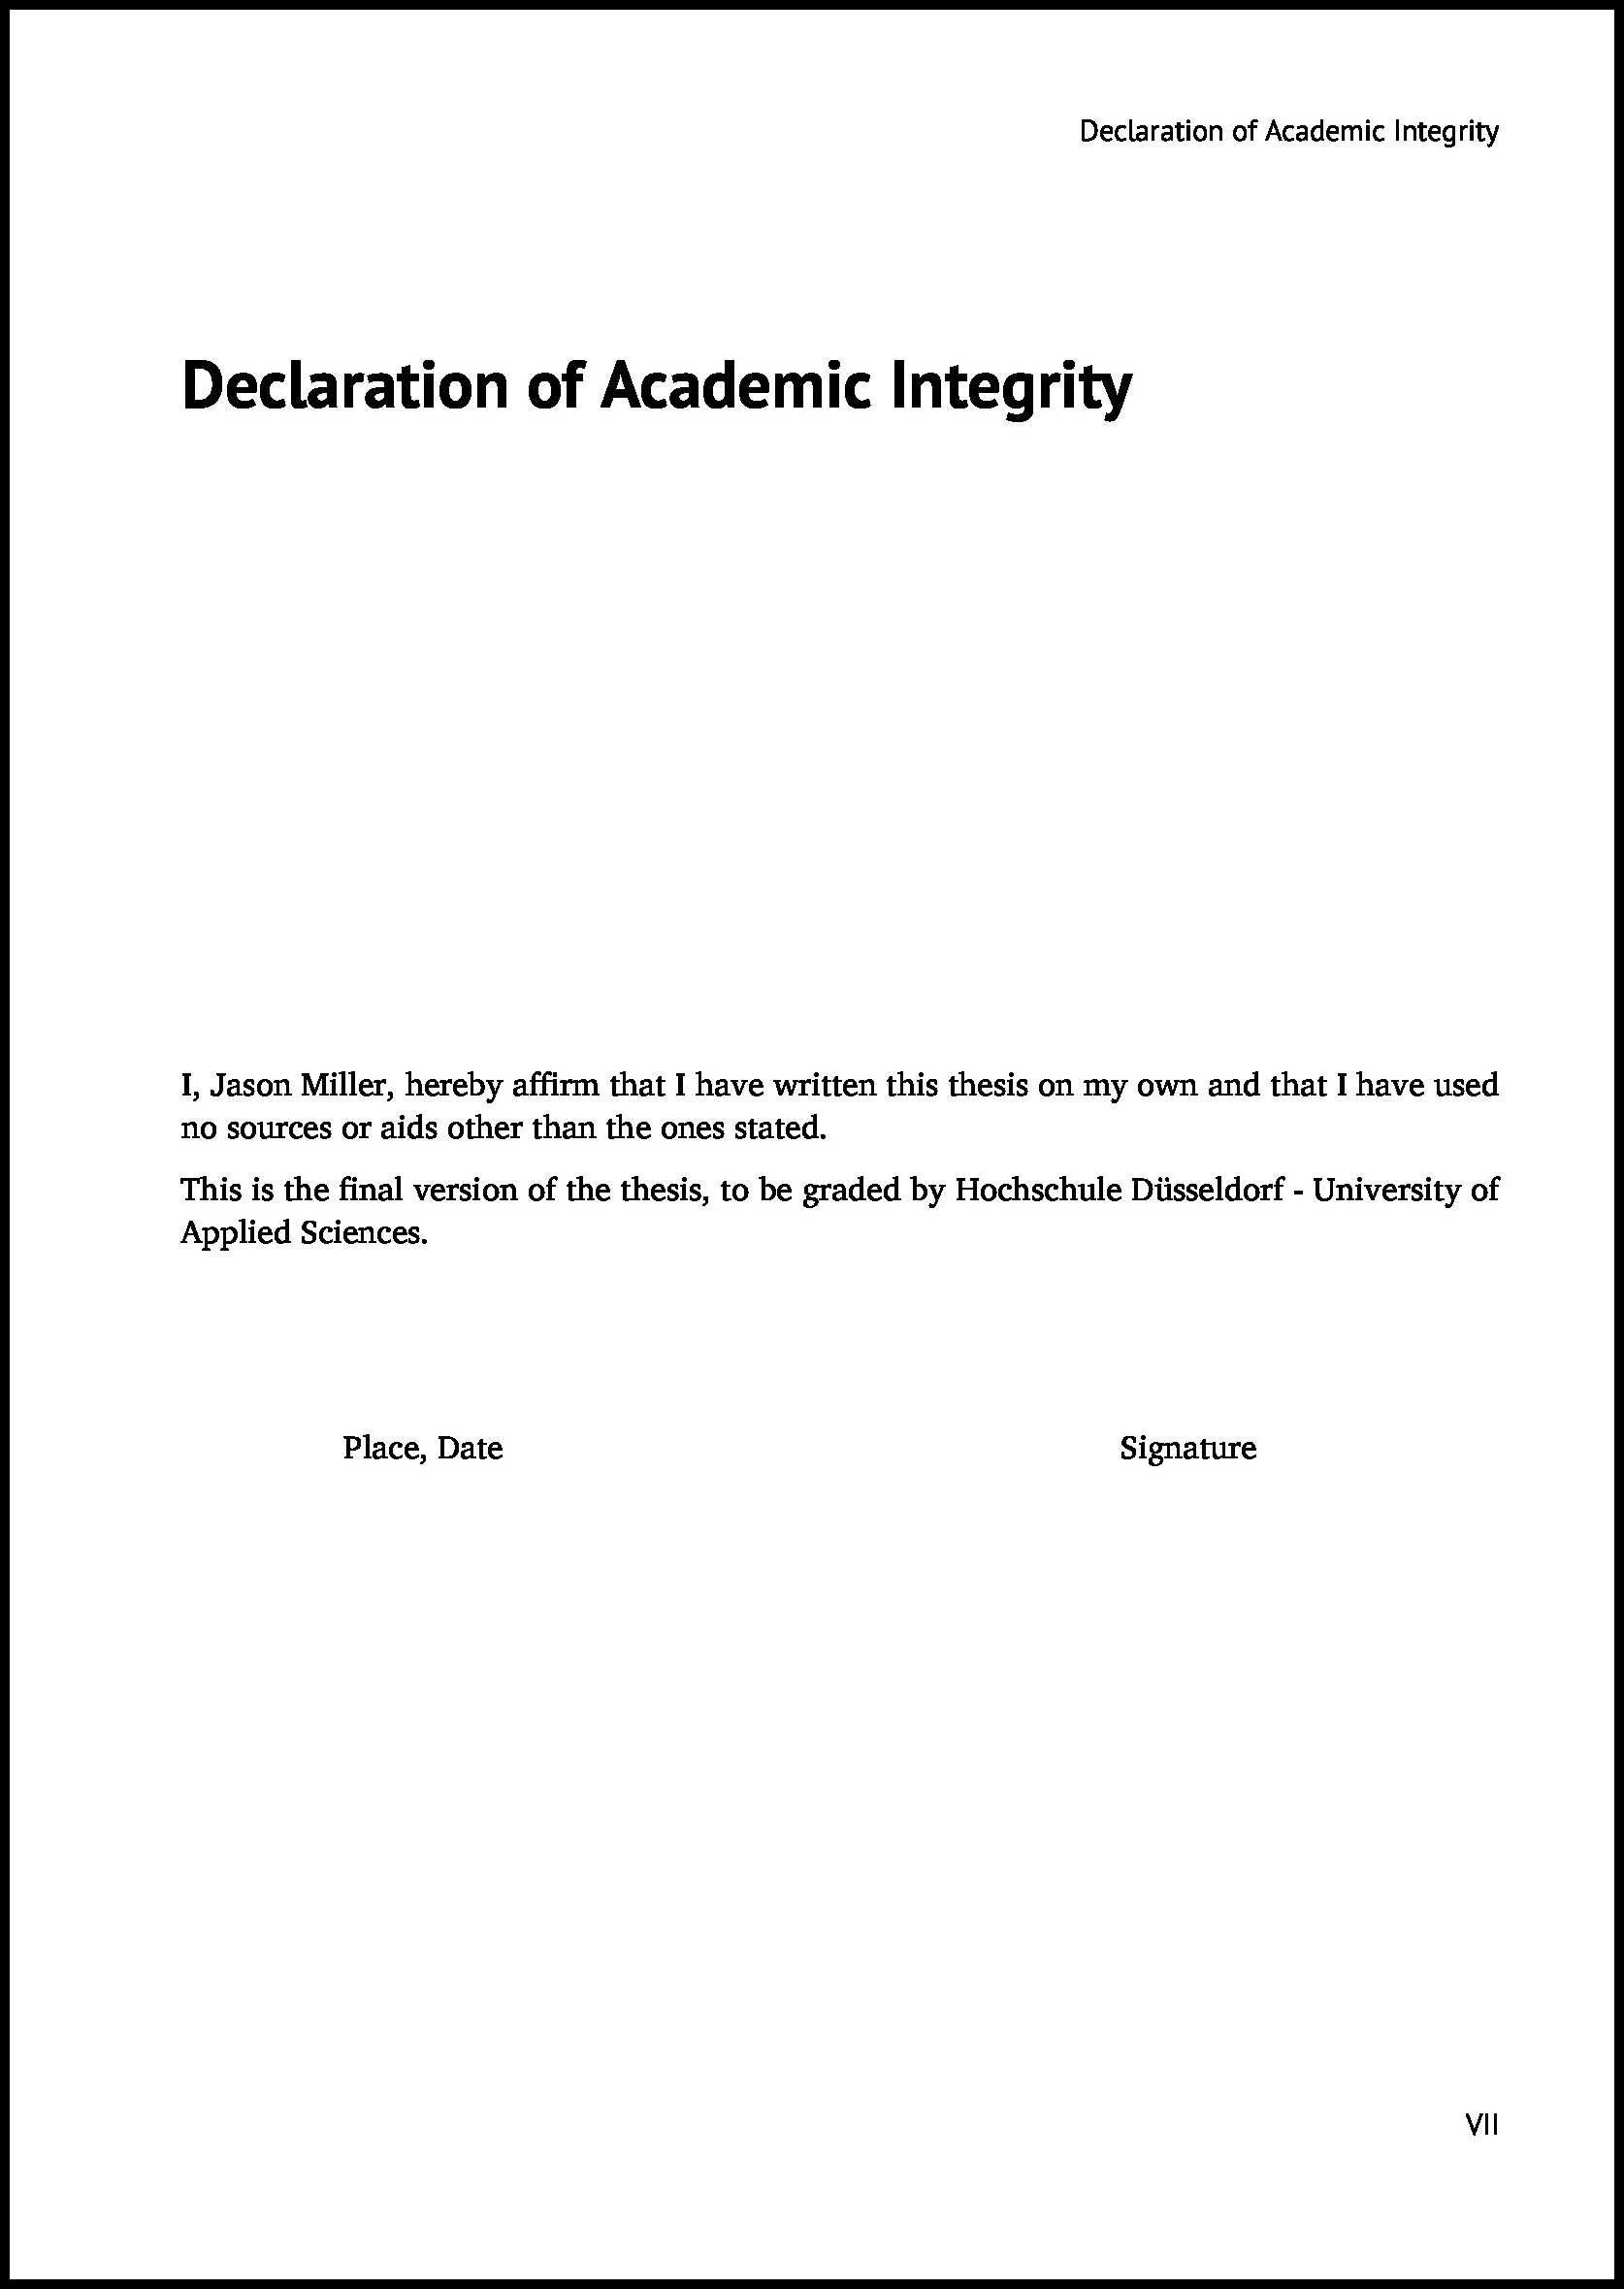 Declaration of Academic Integrity
Declaration of Academic Integrity
I, Jason Miller, hereby affirm that I have written this thesis on my own and that I have used
no sources or aids other than the ones stated.
This is the final version of the thesis, to be graded by Hochschule Düsseldorf - University of
Applied Sciences.
Place, Date Signature
VII